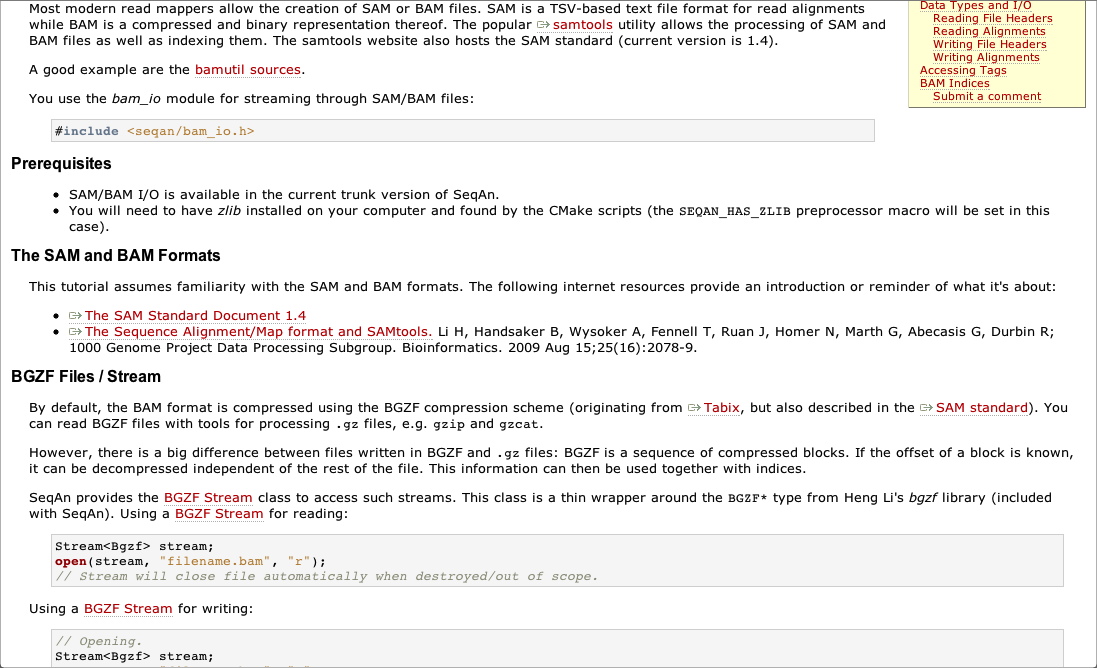 Most modern read mappers allow the creation of SAM or BAM files. SAM is a TSV-based text file format for read alignments
while BAM is a compressed and binary representation thereof. The popular samtools utility allows the processing of SAM and
BAM files as well as indexing them. The samtools website also hosts the SAM standard (current version is 1.4).
A good example are the bamutil sources.
You use the bam_io module for streaming through SAM/BAM files:
#include <seqan/bam_io.h>
Data Types and I/O
Reading File Headers
Reading Alignments
Writing File Headers
Writing Alignments
Accessing Tags
BAM Indices
Submit a comment
Prerequisites
• SAM/BAM I/O is available in the current trunk version of SeqAn.
• You will need to have zlib installed on your computer and found by the CMake scripts (the SEQAN_HAS_ZLIB preprocessor macro will be set in this
case).
The SAM and BAM Formats
This tutorial assumes familiarity with the SAM and BAM formats. The following internet resources provide an introduction or reminder of what it's about:
• The SAM Standard Document 1.4
• The Sequence Alignment/Map format and SAMtools. Li H, Handsaker B, Wysoker A, Fennell T, Ruan J, Homer N, Marth G, Abecasis G, Durbin R;
1000 Genome Project Data Processing Subgroup. Bioinformatics. 2009 Aug 15;25(16):2078-9.
BGZF Files / Stream
By default, the BAM format is compressed using the BGZF compression scheme (originating from Tabix, but also described in the SAM standard). You
can read BGZF files with tools for processing .gz files, e.g. gzip and gzcat.
However, there is a big difference between files written in BGZF and .gz files: BGZF is a sequence of compressed blocks. If the offset of a block is known,
it can be decompressed independent of the rest of the file. This information can then be used together with indices.
SeqAn provides the BGZF Stream class to access such streams. This class is a thin wrapper around the BGZF* type from Heng Li's bgzf library (included
with SeqAn). Using a BGZF Stream for reading:
Stream<Bgzf> stream;
open(stream, "filename.bam", "r");
// Stream will close file automatically when destroyed/out of scope.
Using a BGZF Stream for writing:
// Opening.
Stream<Bgzf> stream;